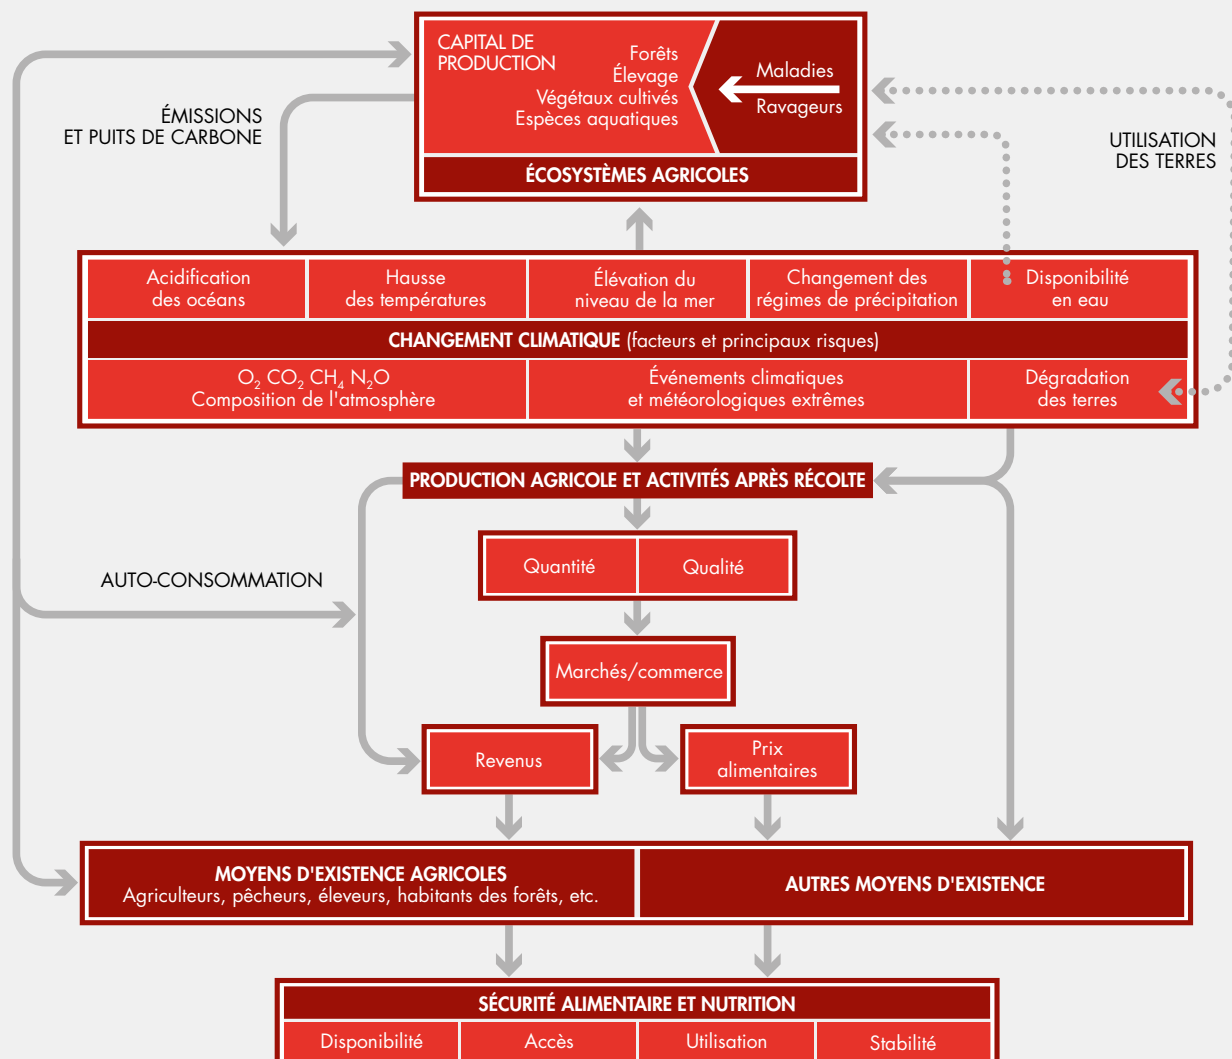 CAPITAL DE
PRODUCTION
Forêts
Élevage
Végétaux cultivés
Espèces aquatiques
Maladies
Ravageurs
ÉCOSYSTÈMES AGRICOLES
ÉMISSIONS
ET PUITS DE CARBONE
UTILISATION
DES TERRES
Acidification
des océans
Hausse
des températures
Élévation du
niveau de la mer
Changement des
régimes de précipitation
Disponibilité
en eau
CHANGEMENT CLIMATIQUE (facteurs et principaux risques)
O₂ CO₂ CH₄ N₂O
Composition de l'atmosphère
Événements climatiques
et météorologiques extrêmes
Dégradation
des terres
PRODUCTION AGRICOLE ET ACTIVITÉS APRÈS RÉCOLTE
Quantité
Qualité
AUTO-CONSOMMATION
Marchés/commerce
Revenus
Prix
alimentaires
MOYENS D'EXISTENCE AGRICOLES
Agriculteurs, pêcheurs, éleveurs, habitants des forêts, etc.
AUTRES MOYENS D'EXISTENCE
SÉCURITÉ ALIMENTAIRE ET NUTRITION
Disponibilité
Accès
Utilisation
Stabilité